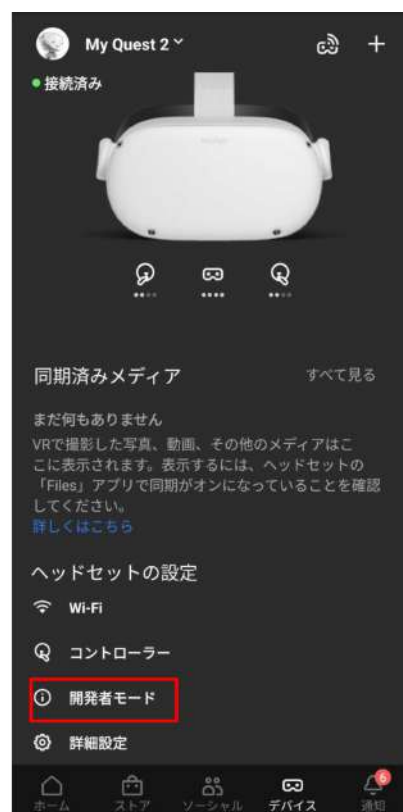 My Quest 2
接続済み
同期済みメディア
すべて見る
まだ何もありません
VRで撮影した写真、動画、その他のメディアはこ
こに表示されます。表示するには、ヘッドセットの
「Files」アプリで同期がオンになっていることを確認
してください。
詳しくはこちら
ヘッドセットの設定
Wi-Fi
コントローラー
開発者モード
詳細設定
6
ホーム
ストア
ソーシャル
デバイス
通知